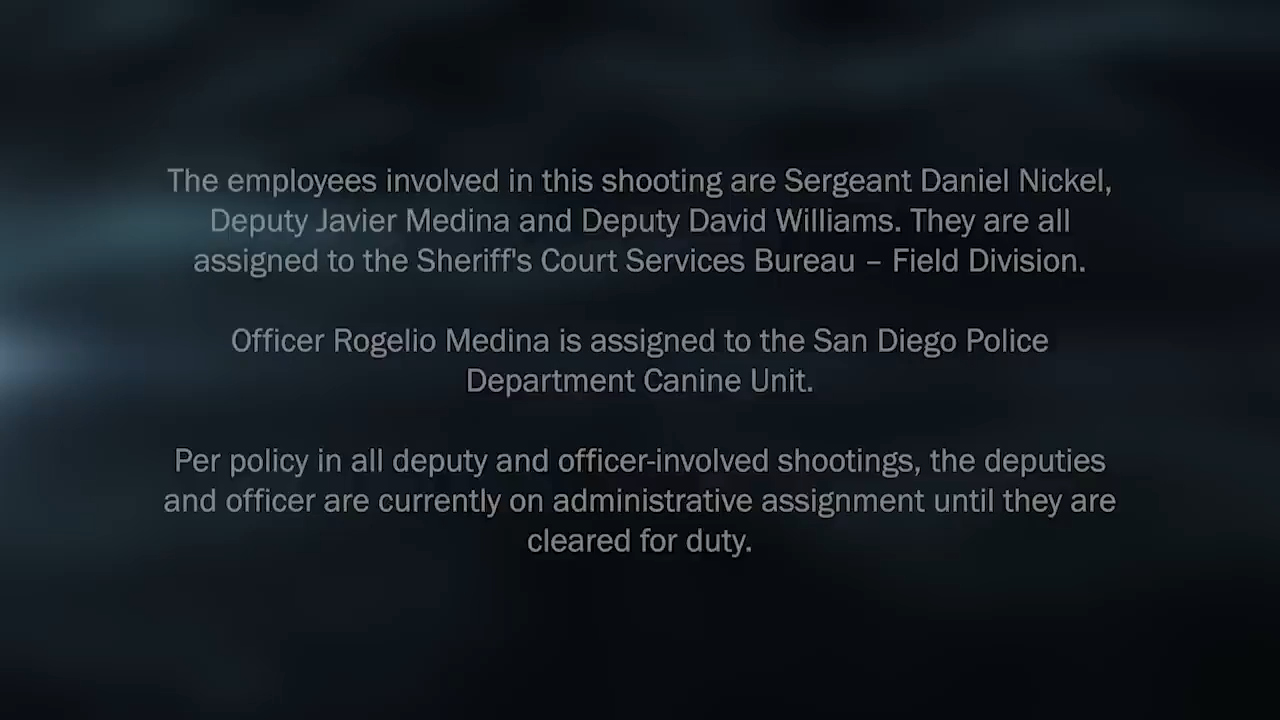 The employees involved in this shooting are Sergeant Daniel Nickel,
Deputy Javier Medina and Deputy David Williams. They are all
assigned to the Sheriff's Court Services Bureau – Field Division.
Officer Rogelio Medina is assigned to the San Diego Police
Department Canine Unit.
Per policy in all deputy and officer-involved shootings, the deputies
and officer are currently on administrative assignment until they are
cleared for duty.